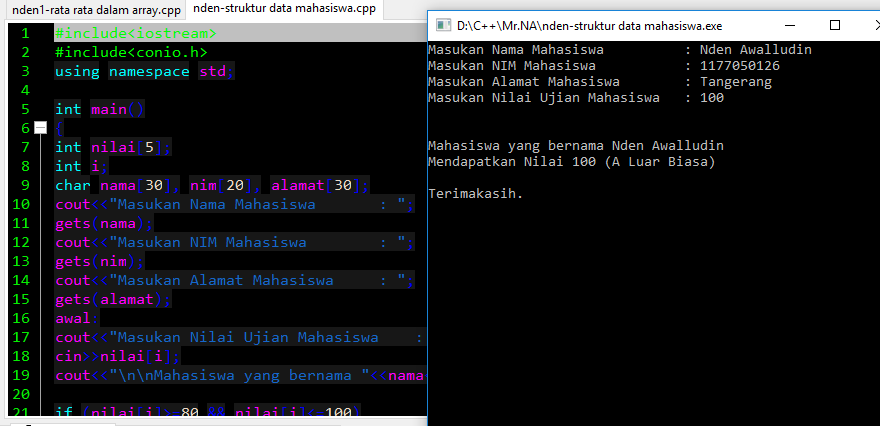 nden1-rata rata dalam array.cpp
nden-struktur data mahasiswa.cpp
1 #include<iostream>
2 #include<conio.h>
3 using namespace std;
4
5 int main()
6 {
7 int nilai[5];
8 int i;
9 char nama[30], nim[20], alamat[30];
10 cout<<"Masukan Nama Mahasiswa : ";
11 gets(nama);
12 cout<<"Masukan NIM Mahasiswa : ";
13 gets(nim);
14 cout<<"Masukan Alamat Mahasiswa : ";
15 gets(alamat);
16 awal:
17 cout<<"Masukan Nilai Ujian Mahasiswa :
18 cin>>nilai[i];
19 cout<<"\n\nMahasiswa yang bernama "<<nama<
20
21 if (nilai[i]>=80 && nilai[i]<=100)
D:\C++\Mr.NA\nden-struktur data mahasiswa.exe
Masukan Nama Mahasiswa : Nden Awalludin
Masukan NIM Mahasiswa : 1177050126
Masukan Alamat Mahasiswa : Tangerang
Masukan Nilai Ujian Mahasiswa : 100
Mahasiswa yang bernama Nden Awalludin
Mendapatkan Nilai 100 (A Luar Biasa)
Terimakasih.